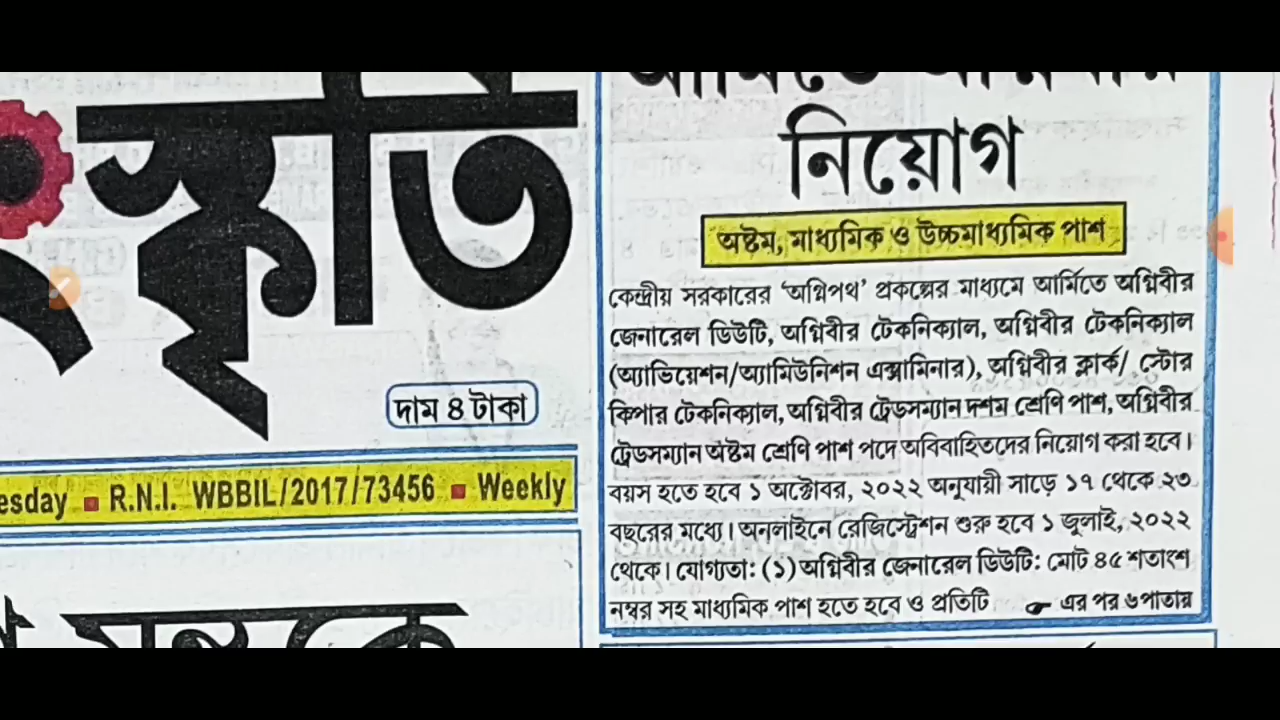 নিয়োগ
অষ্টম, মাধ্যমিক ও উচ্চমাধ্যমিক পাশ
কেন্দ্রীয় সরকারের ‘অগ্নিপথ’ প্রকল্পের মাধ্যমে আর্মিতে অগ্নিবীর
জেনারেল ডিউটি, অগ্নিবীর টেকনিক্যাল, অগ্নিবীর টেকনিক্যাল
(অ্যাভিয়েশন/অ্যামিউনিশন এক্সামিনার), অগ্নিবীর ক্লার্ক/ স্টোর
কিপার টেকনিক্যাল, অগ্নিবীর ট্রেডসম্যান দশম শ্রেণি পাশ, অগ্নিবীর
ট্রেডসম্যান অষ্টম শ্রেণি পাশ পদে অবিবাহিতদের নিয়োগ করা হবে।
বয়স হতে হবে ১ অক্টোবর, ২০২২ অনুযায়ী সাড়ে ১৭ থেকে ২৩
বছরের মধ্যে। অনলাইনে রেজিস্ট্রেশন শুরু হবে ১ জুলাই, ২০২২
থেকে। যোগ্যতা: (১) অগ্নিবীর জেনারেল ডিউটি: মোট ৪৫ শতাংশ
নম্বর সহ মাধ্যমিক পাশ হতে হবে ও প্রতিটি ☛ এর পর ৬ পাতায়
দাম ৪ টাকা
esday ▪ R.N.I. WBBIL/2017/73456 ▪ Weekly